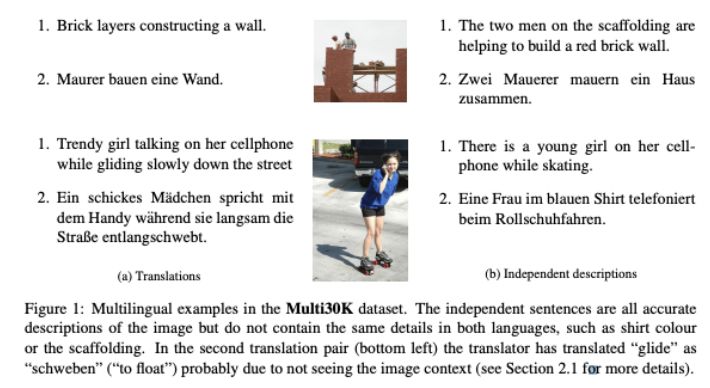 1. Brick layers constructing a wall.
2. Maurer bauen eine Wand.
1. The two men on the scaffolding are
helping to build a red brick wall.
2. Zwei Mauerer mauern ein Haus
zusammen.
1. Trendy girl talking on her cellphone
while gliding slowly down the street
2. Ein schickes Mädchen spricht mit
dem Handy während sie langsam die
Straße entlangschwebt.
(a) Translations
1. There is a young girl on her cell-
phone while skating.
2. Eine Frau im blauen Shirt telefoniert
beim Rollschuhfahren.
(b) Independent descriptions
Figure 1: Multilingual examples in the Multi30K dataset. The independent sentences are all accurate
descriptions of the image but do not contain the same details in both languages, such as shirt colour
or the scaffolding. In the second translation pair (bottom left) the translator has translated “glide” as
“schweben” (“to float”) probably due to not seeing the image context (see Section 2.1 for more details).